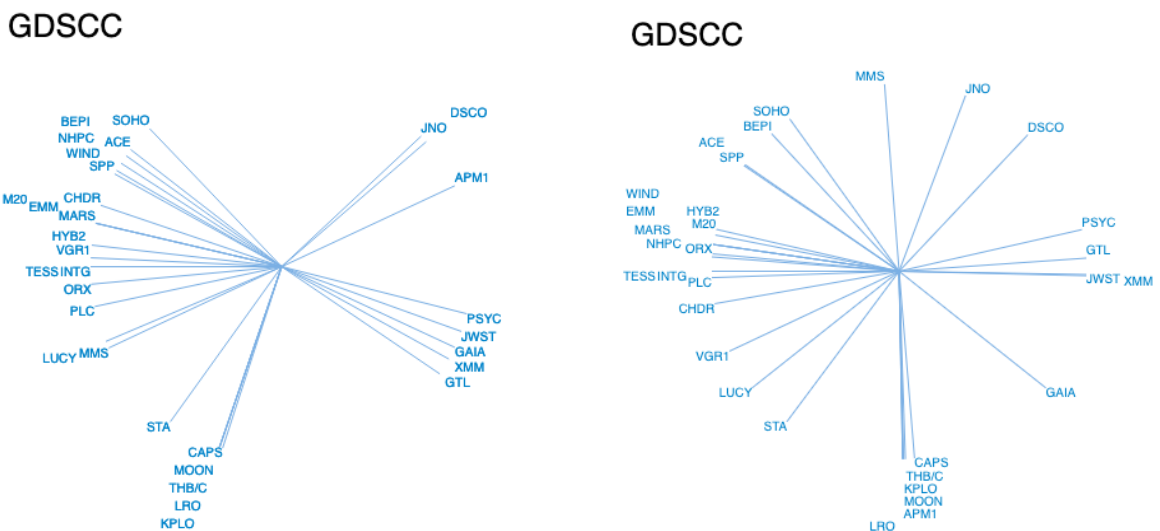 GDSCC
DSCO
BEPI
SOHO
JNO
NHPC
ACE
WIND
SPP
APM1
M20
EMM
CHDR
MARS
HYB2
VGR1
TESS
INTG
ORX
PLC
PSYC
JWST
LUCY
MMS
GAIA
XMM
GTL
STA
CAPS
MOON
THB/C
LRO
KPLO
GDSCC
MMS
JNO
SOHO
BEPI
DSCO
ACE
SPP
WIND
EMM
HYB2
M20
PSYC
MARS
NHPC
ORX
GTL
TESS
INTG
PLC
JWST
XMM
CHDR
VGR1
LUCY
GAIA
STA
CAPS
THB/C
KPLO
MOON
APM1
LRO